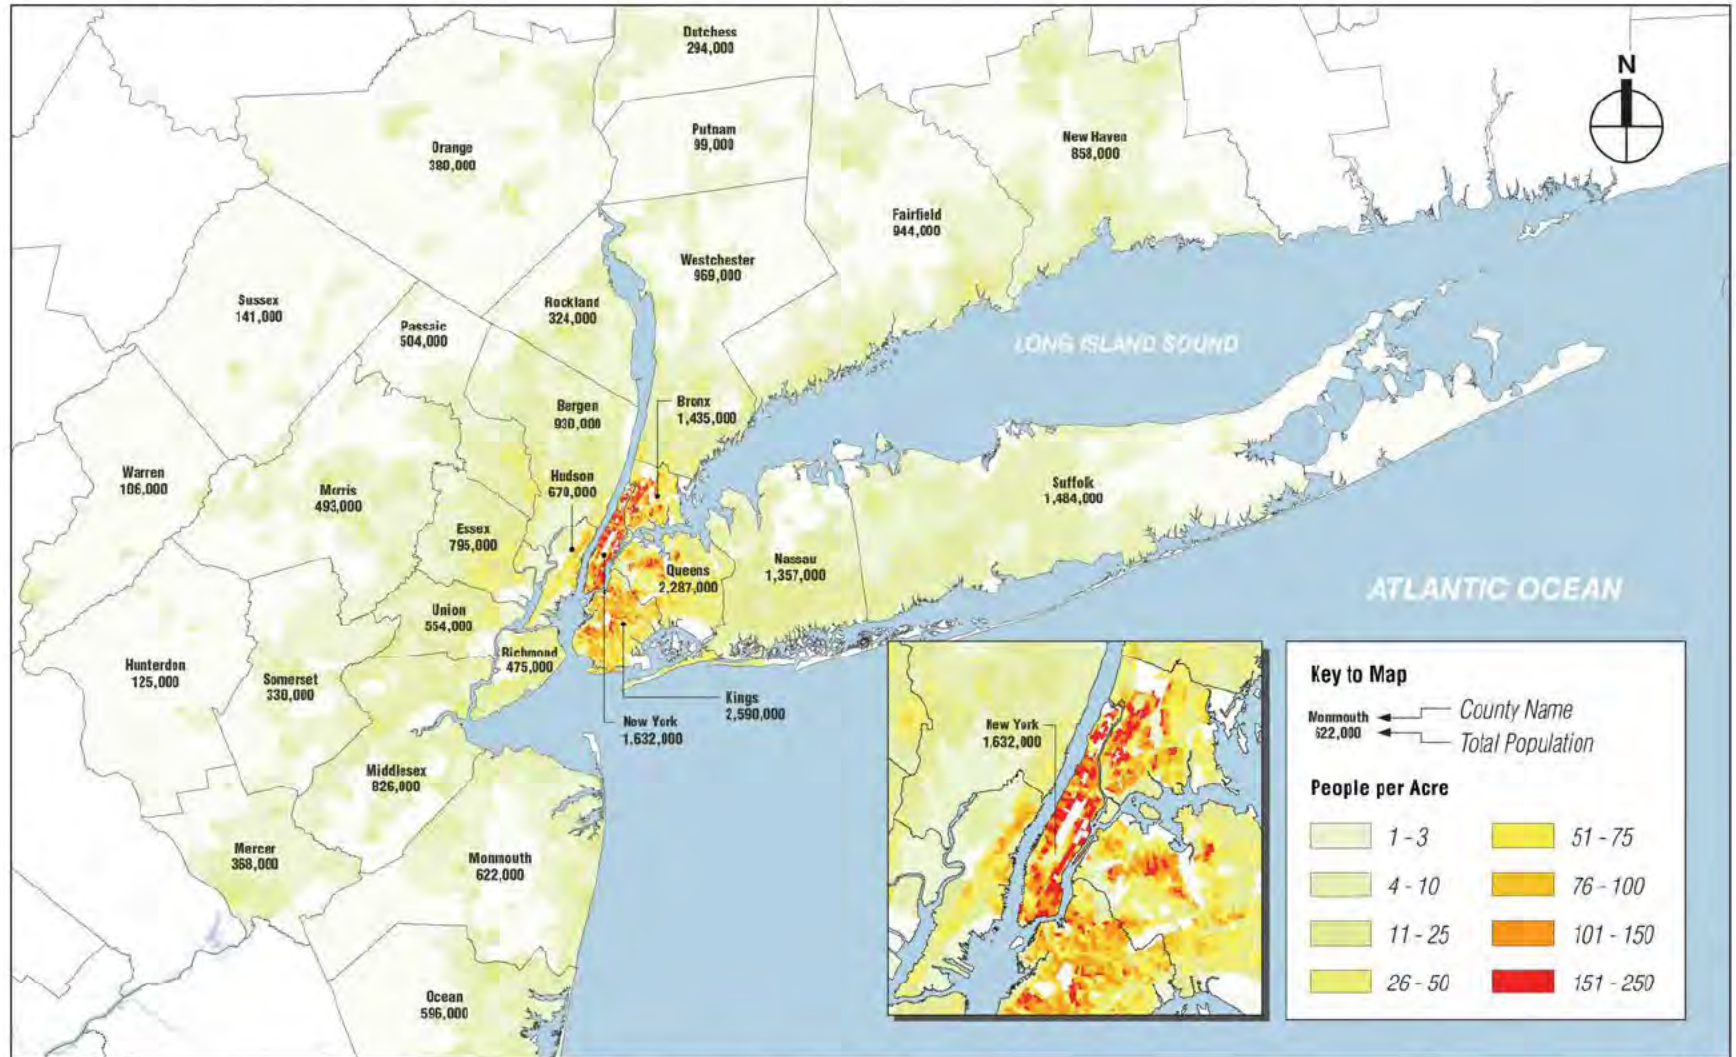 Dutchess
294,000
Putnam
99,000
Orange
380,000
New Haven
858,000
Fairfield
944,000
Westchester
969,000
Sussex
141,000
Rockland
324,000
Passaic
504,000
LONG ISLAND SOUND
Bergen
930,000
Bronx
1,435,000
Warren
106,000
Morris
493,000
Hudson
670,000
Suffolk
1,484,000
Essex
795,000
Nassau
1,357,000
Queens
2,287,000
ATLANTIC OCEAN
Union
554,000
Richmond
475,000
Hunterdon
125,000
Somerset
330,000
Kings
2,590,000
New York
1,632,000
Middlesex
826,000
Mercer
368,000
Monmouth
622,000
Ocean
596,000
N
New York
1,632,000
Key to Map
Monmouth
622,000
County Name
Total Population
People per Acre
1 - 3
4 - 10
11 - 25
26 - 50
51 - 75
76 - 100
101 - 150
151 - 250